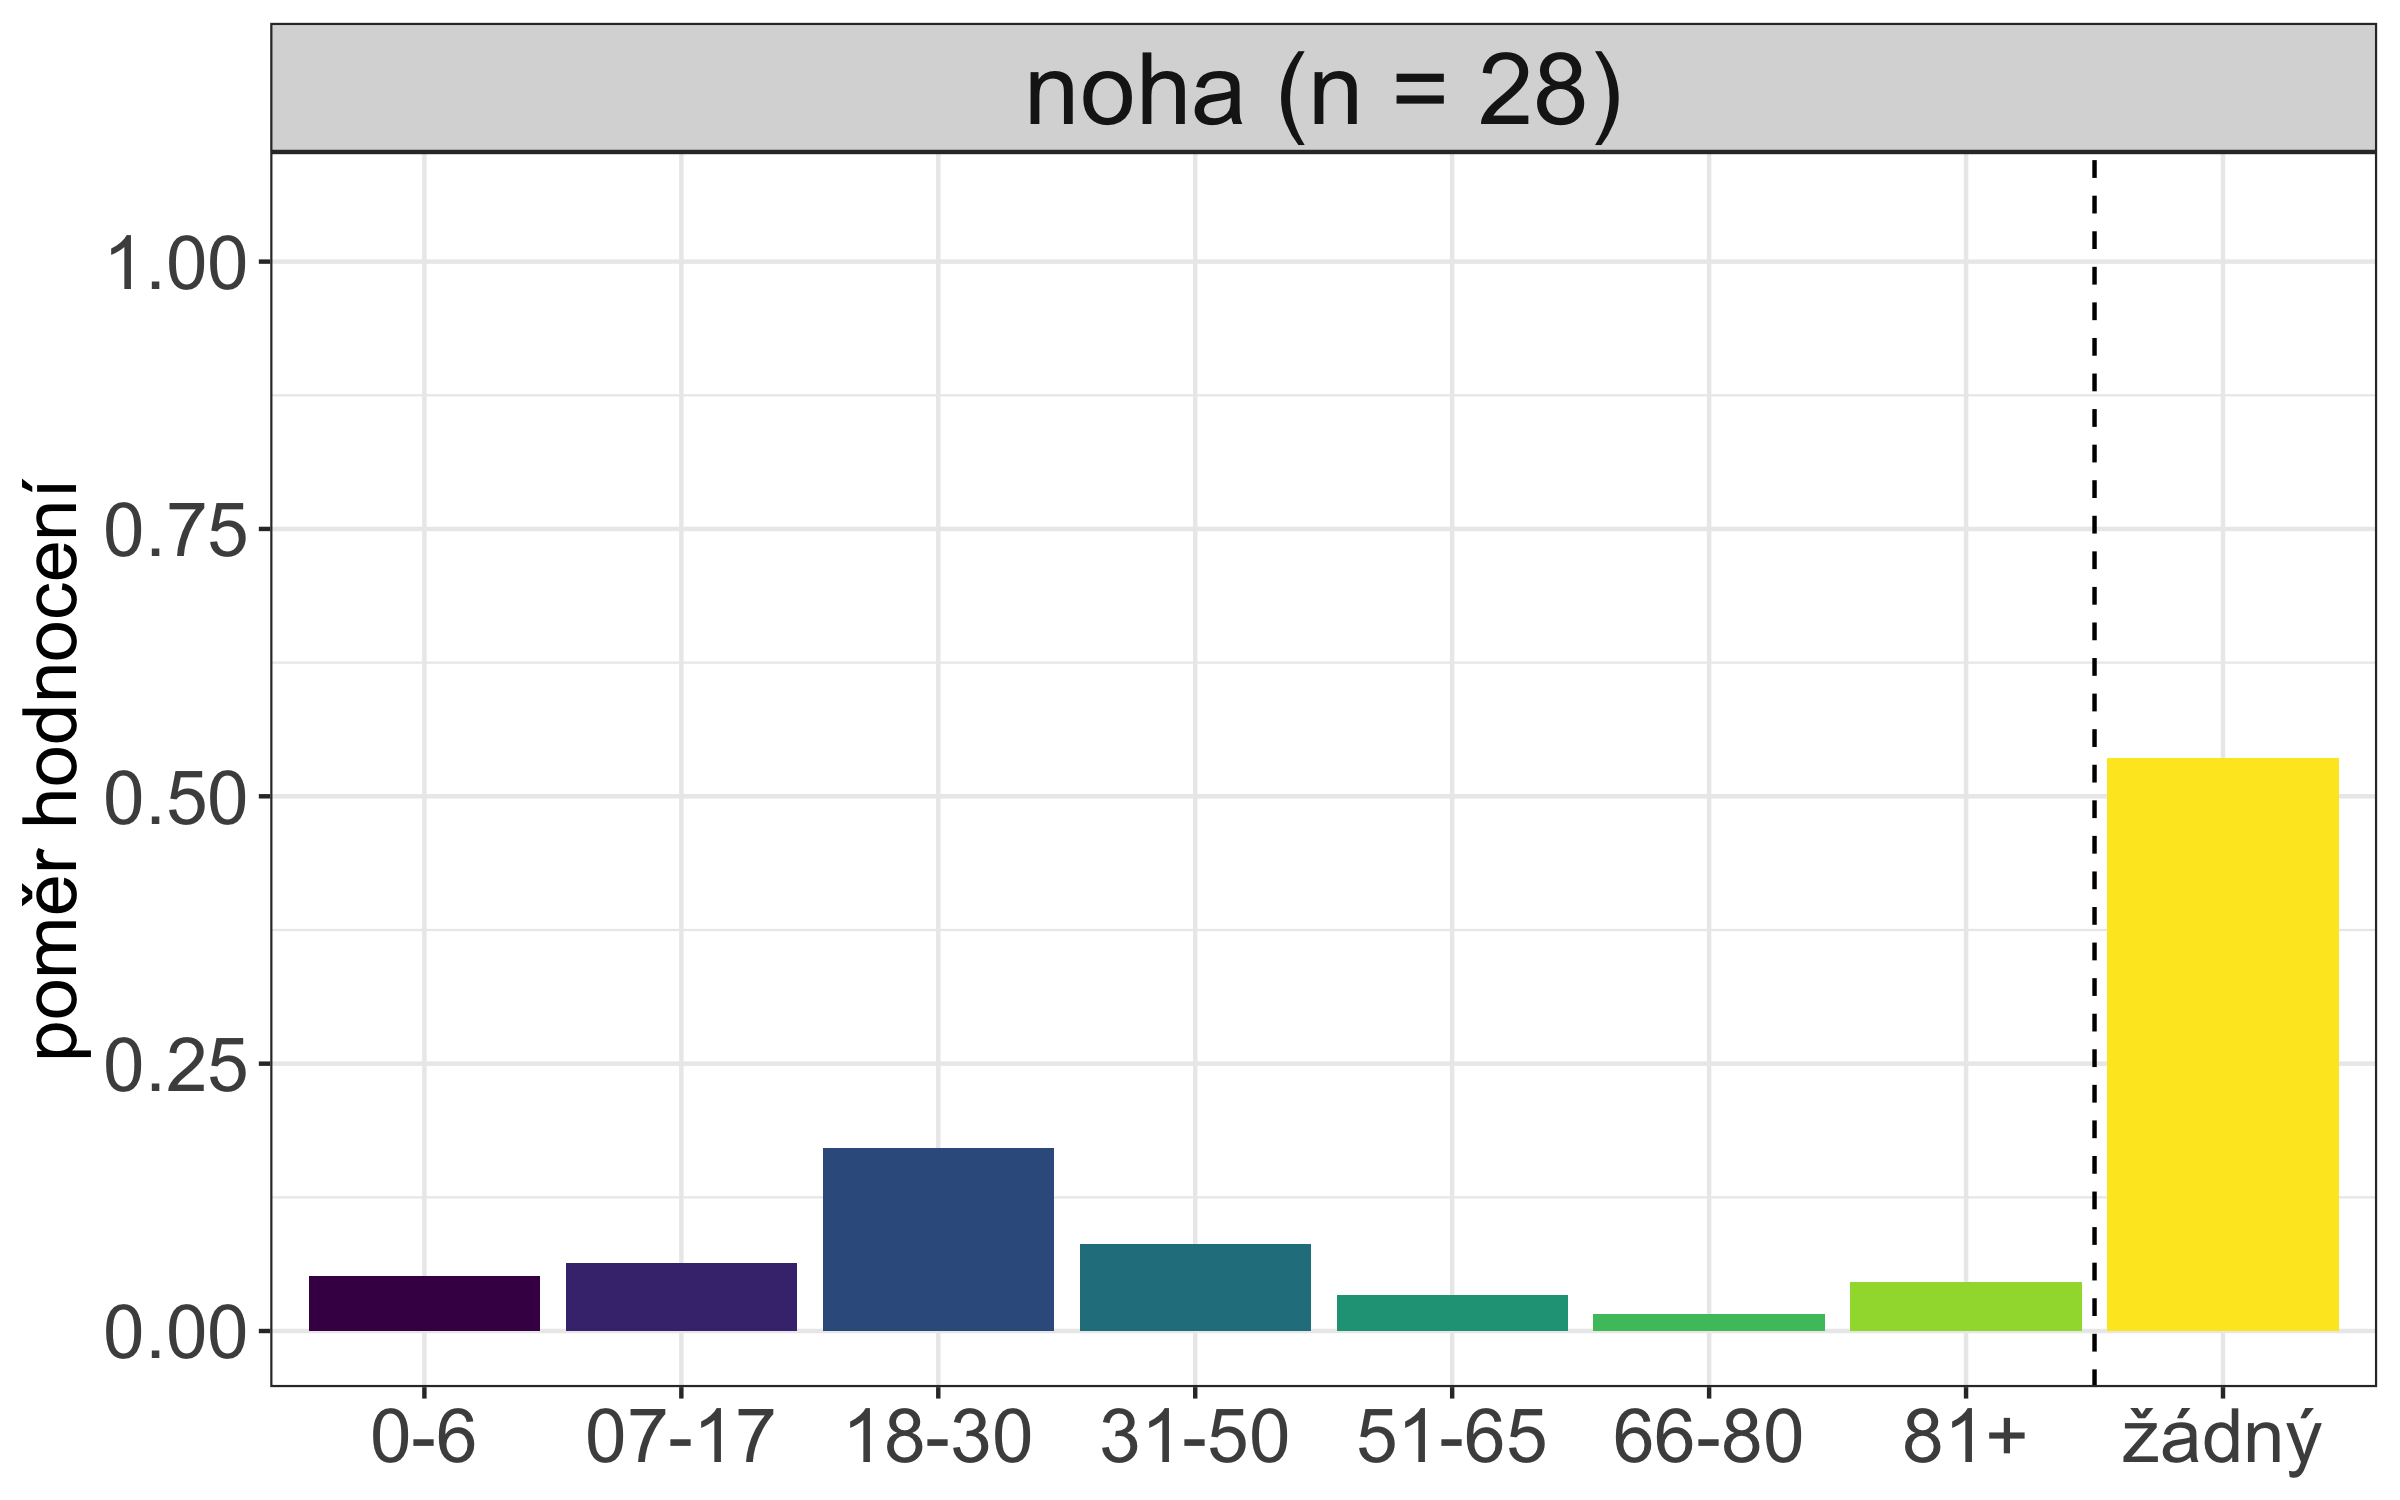 noha (n = 28)
poměr hodnocení
1.00
0.75
0.50
0.25
0.00
0-6 07-17 18-30 31-50 51-65 66-80 81+ žádný